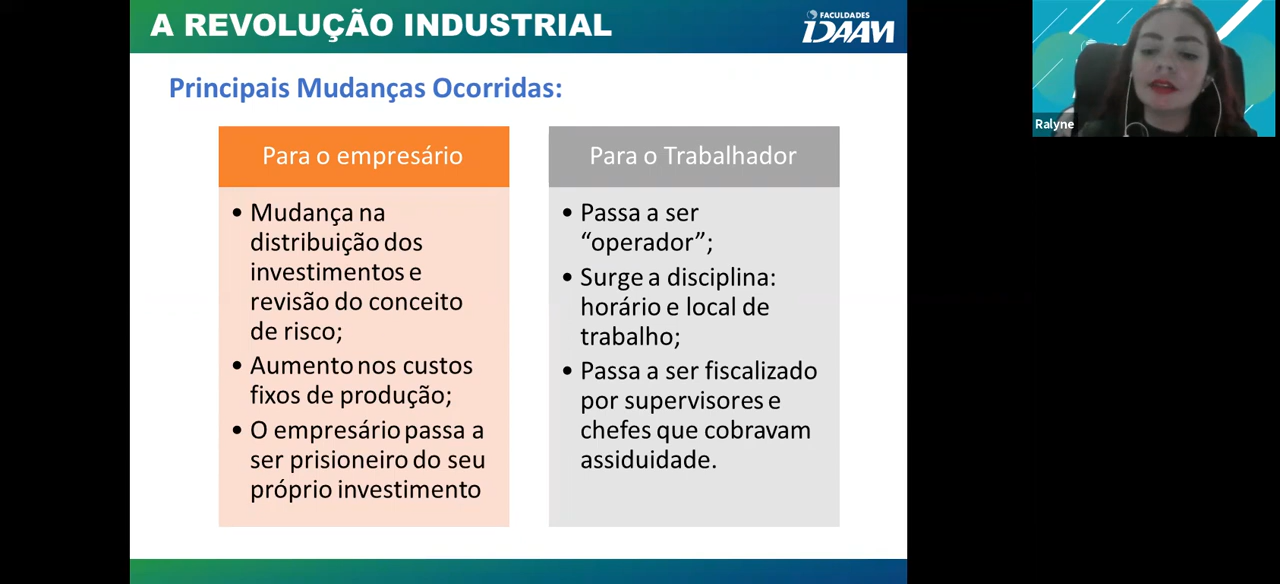 A REVOLUÇÃO INDUSTRIAL
FACULDADES
IDAAM
Principais Mudanças Ocorridas:
Para o empresário
• Mudança na
distribuição dos
investimentos e
revisão do conceito
de risco;
• Aumento nos custos
fixos de produção;
• O empresário passa a
ser prisioneiro do seu
próprio investimento
Para o Trabalhador
• Passa a ser
“operador”;
• Surge a disciplina:
horário e local de
trabalho;
• Passa a ser fiscalizado
por supervisores e
chefes que cobravam
assiduidade.
Ralyne